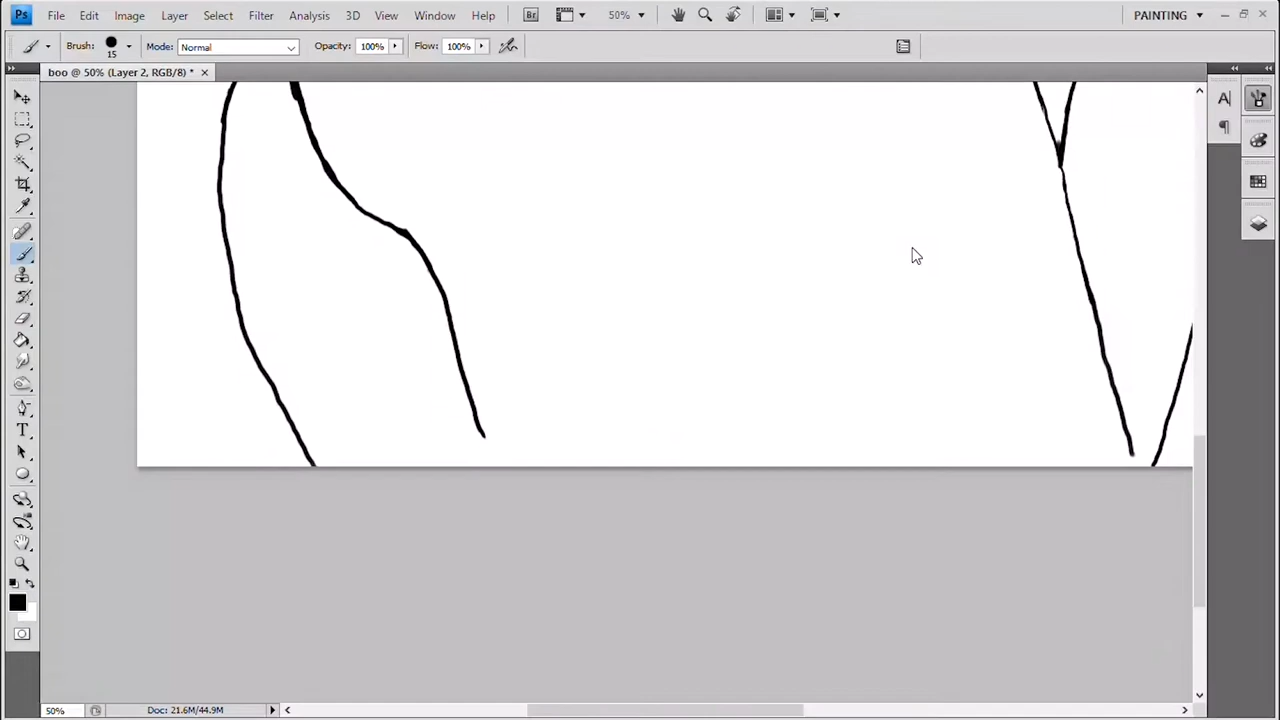 Ps File Edit Image Layer Select Filter Analysis 3D View Window Help Br 50% PAINTING
Brush: 15 Mode: Normal Opacity: 100% Flow: 100%
boo @ 50% (Layer 2, RGB/8) *
A
T
50% Doc: 21.6M/44.9M